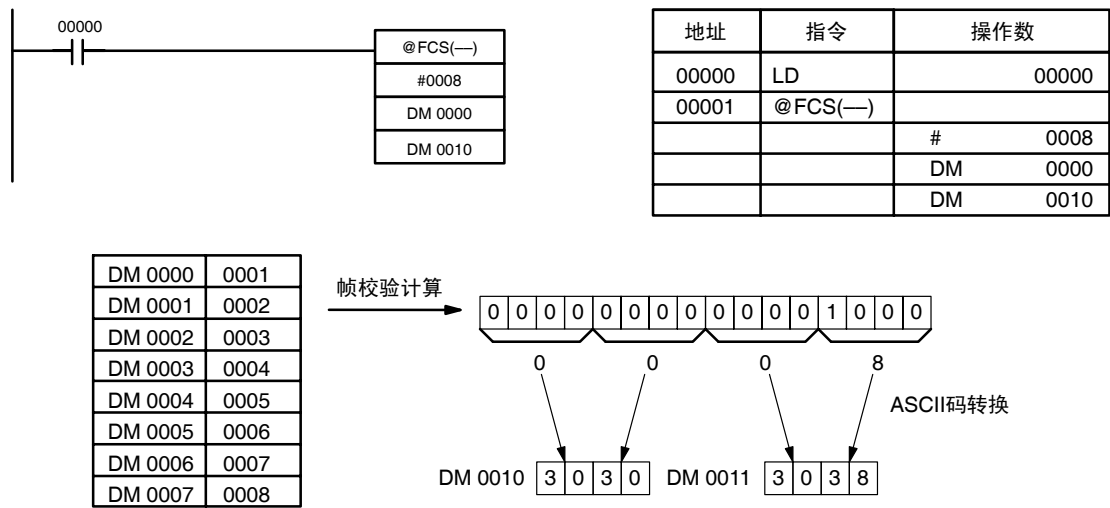 00000
@FCS(––)
#0008
DM 0000
DM 0010
地址 指令 操作数
00000 LD 00000
00001 @FCS(––)
# 0008
DM 0000
DM 0010
DM 0000 0001
DM 0001 0002
DM 0002 0003
DM 0003 0004
DM 0004 0005
DM 0005 0006
DM 0006 0007
DM 0007 0008
帧校验计算
0 0 0 0 0 0 0 0 0 0 0 0 1 0 0 0
0 0 0 8
ASCII码转换
DM 0010 3 0 3 0 DM 0011 3 0 3 8